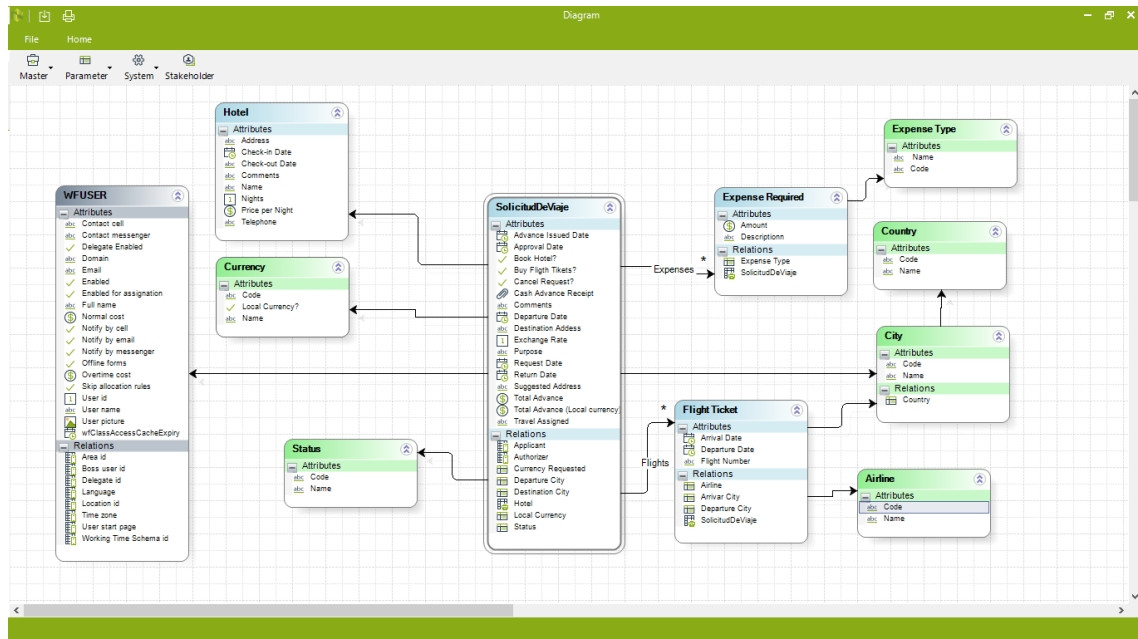 Diagram
File Home
Master Parameter System Stakeholder
Hotel
Attributes
Address
Check-in Date
Check-out Date
Comments
Name
Nights
Price per Night
Telephone
WFUSER
Attributes
Contact cell
Contact messenger
Delegate Enabled
Domain
Email
Enabled
Enabled for assignation
Full name
Normal cost
Notify by cell
Notify by email
Notify by messenger
Offline forms
Overtime cost
Skip allocation rules
User id
User name
User picture
wfClassAccessCacheExpiry
Relations
Area id
Boss user id
Delegate id
Language
Location id
Time zone
User start page
Working Time Schema id
Currency
Attributes
Code
Local Currency?
Name
Status
Attributes
Code
Name
SolicitudDeViaje
Attributes
Advance Issued Date
Approval Date
Book Hotel?
Buy Fligth Tikets?
Cancel Request?
Cash Advance Receipt
Comments
Departure Date
Destination Addess
Exchange Rate
Purpose
Request Date
Return Date
Suggested Address
Total Advance
Total Advance (Local currency)
Travel Assigned
Relations
Applicant
Authorizer
Currency Requested
Departure City
Destination City
Hotel
Local Currency
Status
Expenses
*
Expense Required
Attributes
Amount
Descriptionn
Relations
Expense Type
SolicitudDeViaje
Flights
*
Flight Ticket
Attributes
Arrival Date
Departure Date
Flight Number
Relations
Airline
Arrivar City
Departure City
SolicitudDeViaje
Expense Type
Attributes
Name
Code
Country
Attributes
Code
Name
City
Attributes
Code
Name
Relations
Country
Airline
Attributes
Code
Name